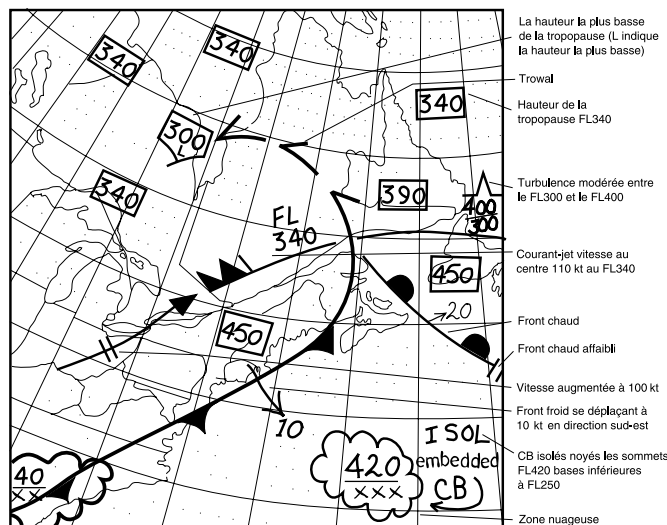 La hauteur la plus basse
de la tropopause (L indique
la hauteur la plus basse)
Trowal
Hauteur de la
tropopause FL340
Turbulence modérée entre
le FL300 et le FL400
Courant-jet vitesse au
centre 110 kt au FL340
Front chaud
Front chaud affaibli
Vitesse augmentée à 100 kt
Front froid se déplaçant à
10 kt en direction sud-est
CB isolés noyés les sommets
FL420 bases inférieures
à FL250
Zone nuageuse
340
340
340
300
L
340
390
400
300
FL
340
450
20
450
10
ISOL
embedded
CB
420
XXX
40
XX